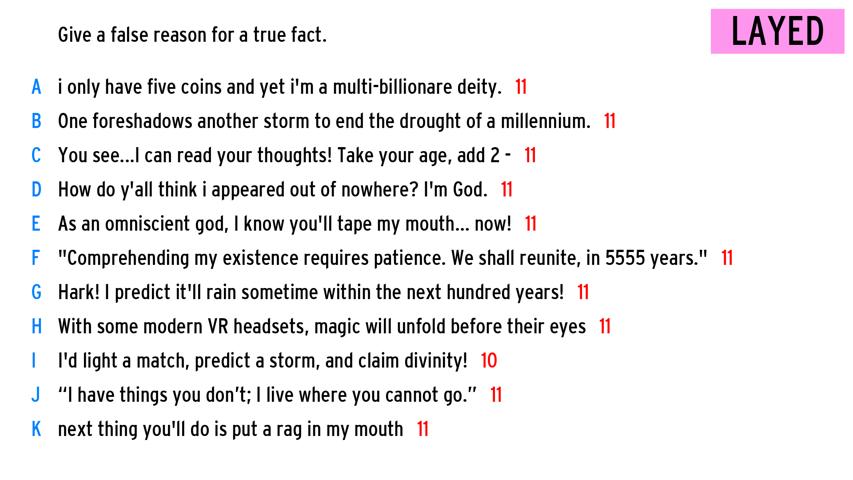 Give a false reason for a true fact.
LAYED
A i only have five coins and yet i'm a multi-billionare deity. 11
B One foreshadows another storm to end the drought of a millennium. 11
C You see...I can read your thoughts! Take your age, add 2 - 11
D How do y'all think i appeared out of nowhere? I'm God. 11
E As an omniscient god, I know you'll tape my mouth... now! 11
F "Comprehending my existence requires patience. We shall reunite, in 5555 years." 11
G Hark! I predict it'll rain sometime within the next hundred years! 11
H With some modern VR headsets, magic will unfold before their eyes 11
I I'd light a match, predict a storm, and claim divinity! 10
J “I have things you don’t; I live where you cannot go.” 11
K next thing you'll do is put a rag in my mouth 11